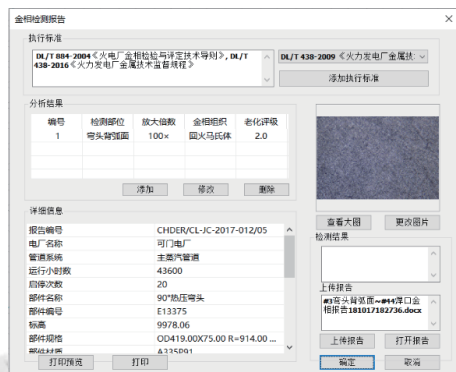 金相检测报告
执行标准
DL/T 884-2004《火电厂金相检验与评定技术导则》, DL/T
438-2016《火力发电厂金属技术监督规程》
DL/T 438-2009 《火力发电厂金属技
添加执行标准
分析结果
编号 检测部位 放大倍数 金相组织 老化评级
1 弯头背弧面 100× 回火马氏体 2.0
添加 修改 删除
查看大图 更改图片
详细信息
报告编号 CHDER/CL-JC-2017-012/05
电厂名称 可门电厂
管道系统 主蒸汽管道
运行小时数 43600
启停次数 20
部件名称 90°热压弯头
部件编号 E13375
标高 9978.06
部件规格 OD419.00X75.00 R=914.00 ...
部件材质 A335P91
检测结果
上传报告
#3弯头背弧面~#44焊口金
相报告181017182736.docx
上传报告 打开报告
打印预览 打印 确定 取消